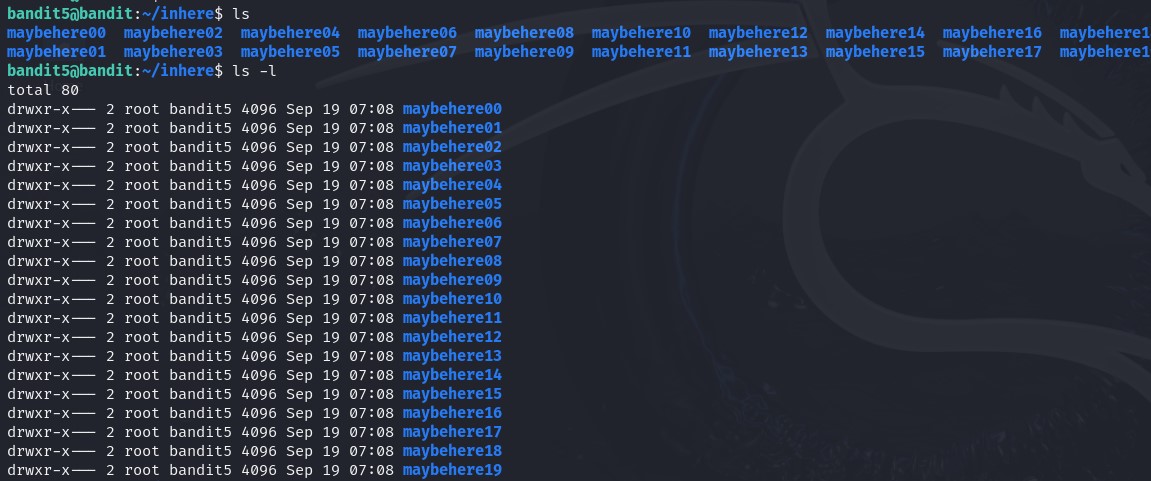 bandit5@bandit:~/inhere$ ls
maybehere00  maybehere02  maybehere04  maybehere06  maybehere08  maybehere10  maybehere12  maybehere14  maybehere16
maybehere01  maybehere03  maybehere05  maybehere07  maybehere09  maybehere11  maybehere13  maybehere15  maybehere17
bandit5@bandit:~/inhere$ ls -l
total 80
drwxr-x--- 2 root bandit5 4096 Sep 19 07:08 maybehere00
drwxr-x--- 2 root bandit5 4096 Sep 19 07:08 maybehere01
drwxr-x--- 2 root bandit5 4096 Sep 19 07:08 maybehere02
drwxr-x--- 2 root bandit5 4096 Sep 19 07:08 maybehere03
drwxr-x--- 2 root bandit5 4096 Sep 19 07:08 maybehere04
drwxr-x--- 2 root bandit5 4096 Sep 19 07:08 maybehere05
drwxr-x--- 2 root bandit5 4096 Sep 19 07:08 maybehere06
drwxr-x--- 2 root bandit5 4096 Sep 19 07:08 maybehere07
drwxr-x--- 2 root bandit5 4096 Sep 19 07:08 maybehere08
drwxr-x--- 2 root bandit5 4096 Sep 19 07:08 maybehere09
drwxr-x--- 2 root bandit5 4096 Sep 19 07:08 maybehere10
drwxr-x--- 2 root bandit5 4096 Sep 19 07:08 maybehere11
drwxr-x--- 2 root bandit5 4096 Sep 19 07:08 maybehere12
drwxr-x--- 2 root bandit5 4096 Sep 19 07:08 maybehere13
drwxr-x--- 2 root bandit5 4096 Sep 19 07:08 maybehere14
drwxr-x--- 2 root bandit5 4096 Sep 19 07:08 maybehere15
drwxr-x--- 2 root bandit5 4096 Sep 19 07:08 maybehere16
drwxr-x--- 2 root bandit5 4096 Sep 19 07:08 maybehere17
drwxr-x--- 2 root bandit5 4096 Sep 19 07:08 maybehere18
drwxr-x--- 2 root bandit5 4096 Sep 19 07:08 maybehere19